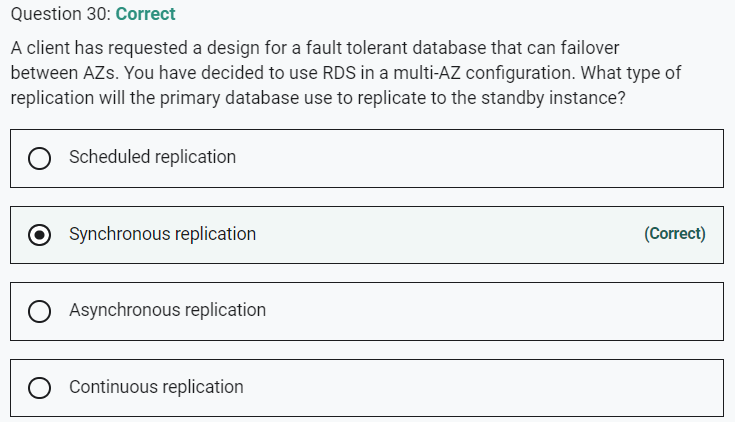 Question 30: Correct
A client has requested a design for a fault tolerant database that can failover
between AZs. You have decided to use RDS in a multi-AZ configuration. What type of
replication will the primary database use to replicate to the standby instance?
Scheduled replication
Synchronous replication (Correct)
Asynchronous replication
Continuous replication